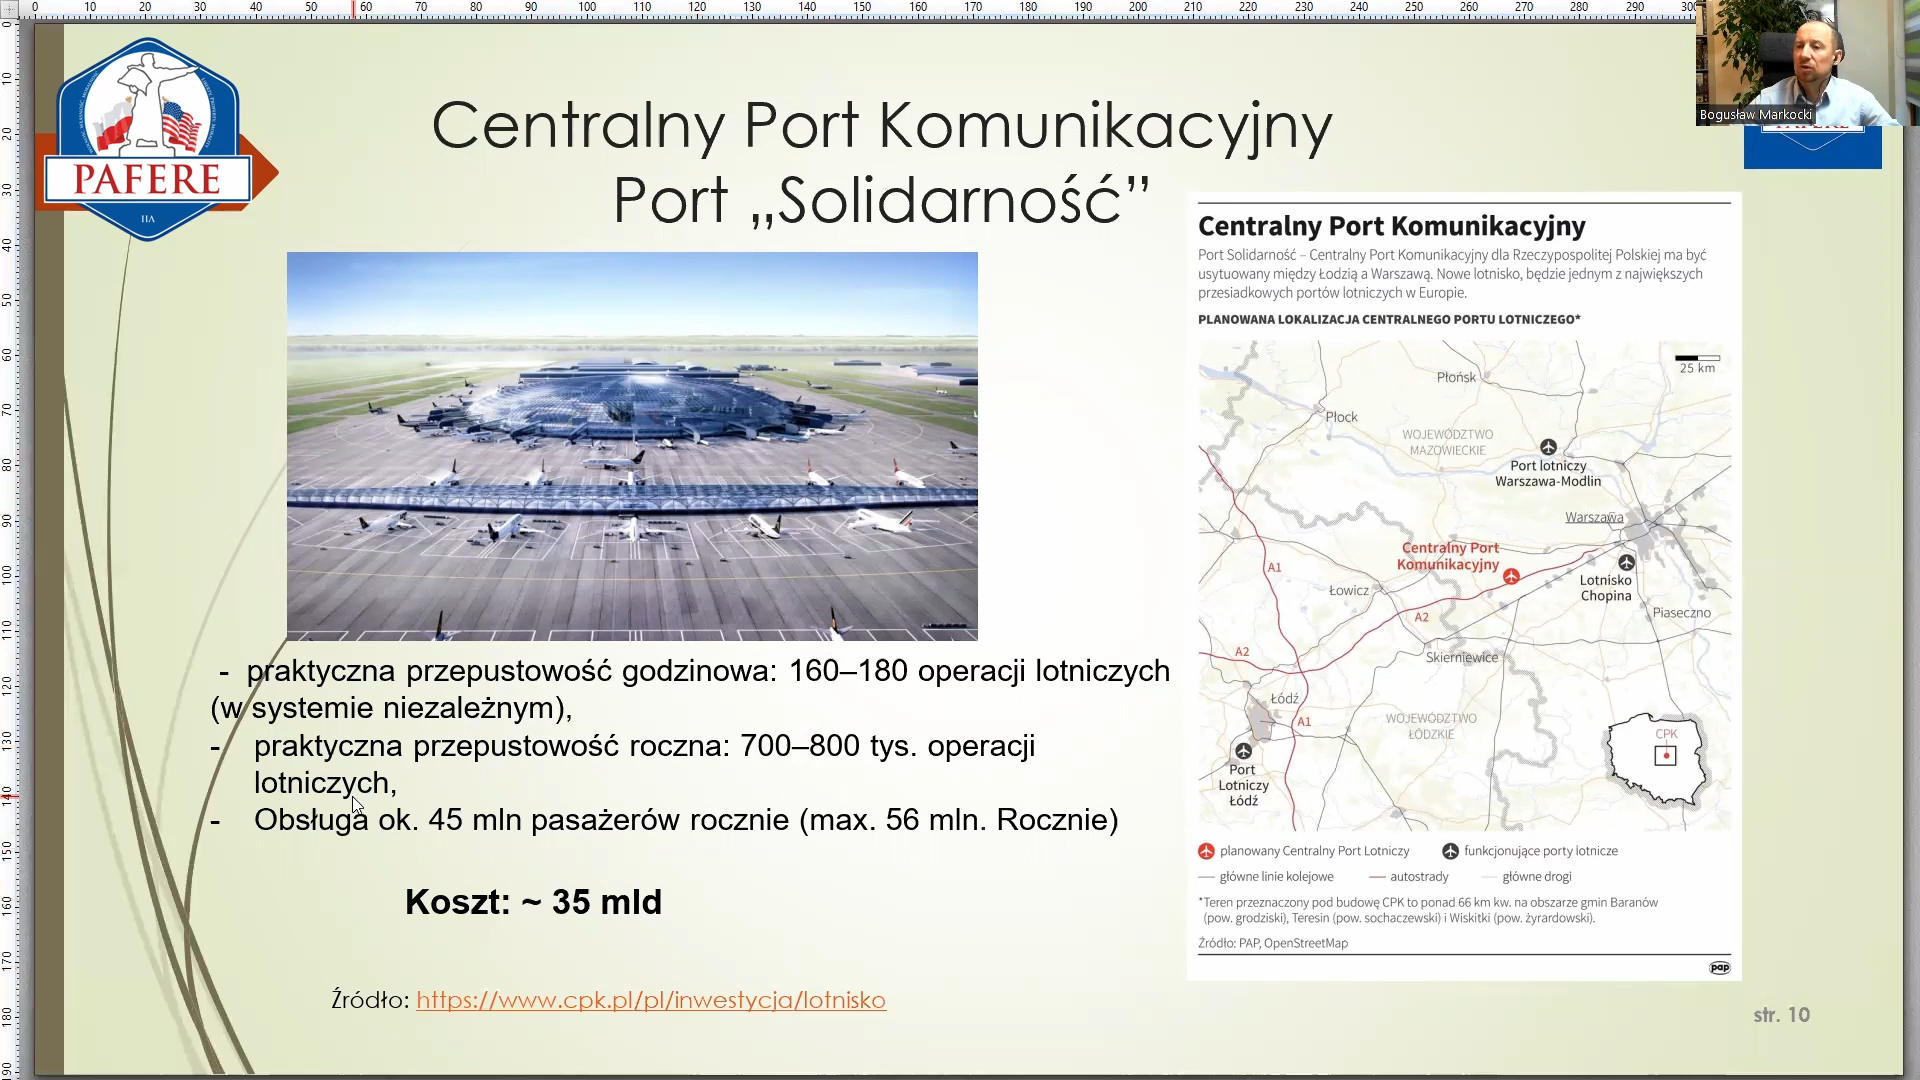 Centralny Port Komunikacyjny
Port „Solidarność”
PAFERE
Bogusław Markocki
- praktyczna przepustowość godzinowa: 160–180 operacji lotniczych
(w systemie niezależnym),
- praktyczna przepustowość roczna: 700–800 tys. operacji
lotniczych,
- Obsługa ok. 45 mln pasażerów rocznie (max. 56 mln. Rocznie)
Koszt: ~ 35 mld
Źródło: https://www.cpk.pl/pl/inwestycja/lotnisko
Centralny Port Komunikacyjny
Port Solidarność – Centralny Port Komunikacyjny dla Rzeczypospolitej Polskiej ma być
usytuowany między Łodzią a Warszawą. Nowe lotnisko, będzie jednym z największych
przesiadkowych portów lotniczych w Europie.
PLANOWANA LOKALIZACJA CENTRALNEGO PORTU LOTNICZEGO*
25 km
Płońsk
Płock
WOJEWÓDZTWO
MAZOWIECKIE
Port lotniczy
Warszawa-Modlin
Warszawa
Centralny Port
Komunikacyjny
A1
Lotnisko
Chopina
Łowicz
Piaseczno
A2
A2
Skierniewice
Łódź
A1
WOJEWÓDZTWO
ŁÓDZKIE
CPK
Port
Lotniczy
Łódź
planowany Centralny Port Lotniczy
funkcjonujące porty lotnicze
główne linie kolejowe
autostrady
główne drogi
*Teren przeznaczony pod budowę CPK to ponad 66 km kw. na obszarze gmin Baranów
(pow. grodziski), Teresin (pow. sochaczewski) i Wiskitki (pow. żyrardowski).
Źródło: PAP, OpenStreetMap
pap
str. 10